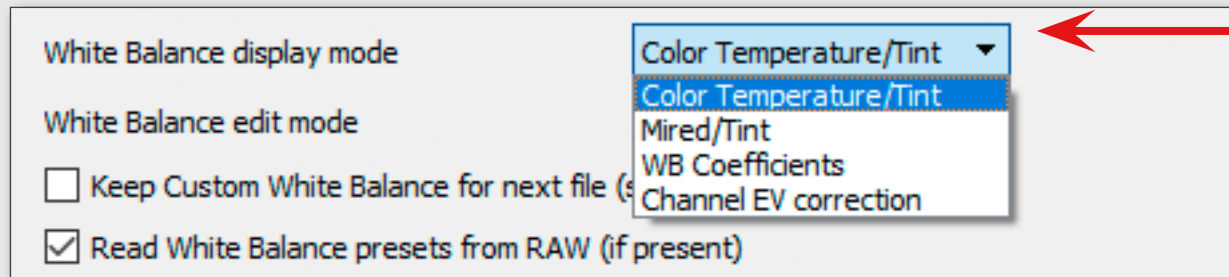 White Balance display mode
Color Temperature/Tint
Color Temperature/Tint
White Balance edit mode
Mired/Tint
WB Coefficients
Keep Custom White Balance for next file (
Channel EV correction
Read White Balance presets from RAW (if present)